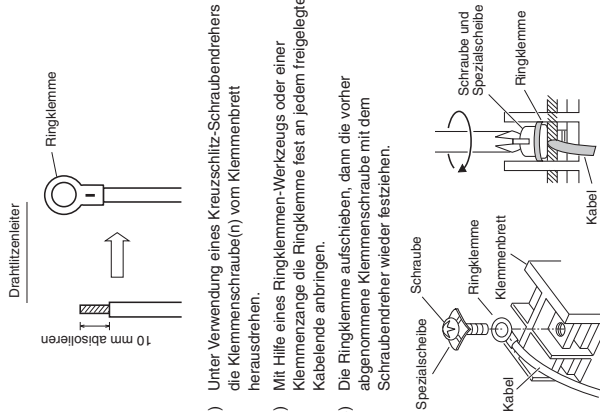 Drahtlitzenleiter
10 mm abisolieren
Ringklemme
) Unter Verwendung eines Kreuzschlitz-Schraubendrehers
die Klemmenschraube(n) vom Klemmenbrett
herausdrehen.
) Mit Hilfe eines Ringklemmen-Werkzeugs oder einer
Klemmenzange die Ringklemme fest an jedem freigelegte
Kabelende anbringen.
) Die Ringklemme aufschieben, dann die vorher
abgenommene Klemmenschraube mit dem
Schraubendreher wieder festziehen.
Spezialscheibe
Schraube
Ringklemme
Klemmenbrett
Kabel
Schraube und
Spezialscheibe
Ringklemme
Kabel